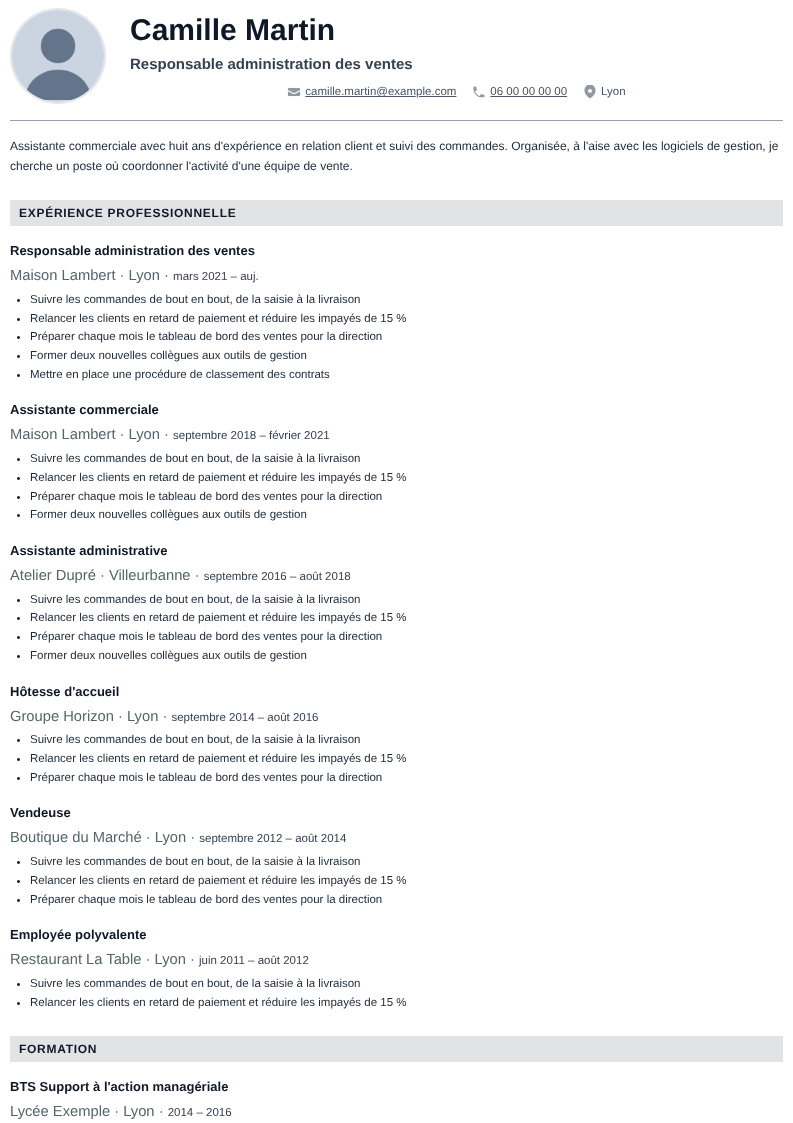 Camille Martin
Responsable administration des ventes
camille.martin@example.com 06 00 00 00 00 Lyon
Assistante commerciale avec huit ans d'expérience en relation client et suivi des commandes. Organisée, à l'aise avec les logiciels de gestion, je
cherche un poste où coordonner l'activité d'une équipe de vente.
EXPÉRIENCE PROFESSIONNELLE
Responsable administration des ventes
Maison Lambert · Lyon · mars 2021 – auj.
• Suivre les commandes de bout en bout, de la saisie à la livraison
• Relancer les clients en retard de paiement et réduire les impayés de 15 %
• Préparer chaque mois le tableau de bord des ventes pour la direction
• Former deux nouvelles collègues aux outils de gestion
• Mettre en place une procédure de classement des contrats
Assistante commerciale
Maison Lambert · Lyon · septembre 2018 – février 2021
• Suivre les commandes de bout en bout, de la saisie à la livraison
• Relancer les clients en retard de paiement et réduire les impayés de 15 %
• Préparer chaque mois le tableau de bord des ventes pour la direction
• Former deux nouvelles collègues aux outils de gestion
Assistante administrative
Atelier Dupré · Villeurbanne · septembre 2016 – août 2018
• Suivre les commandes de bout en bout, de la saisie à la livraison
• Relancer les clients en retard de paiement et réduire les impayés de 15 %
• Préparer chaque mois le tableau de bord des ventes pour la direction
• Former deux nouvelles collègues aux outils de gestion
Hôtesse d'accueil
Groupe Horizon · Lyon · septembre 2014 – août 2016
• Suivre les commandes de bout en bout, de la saisie à la livraison
• Relancer les clients en retard de paiement et réduire les impayés de 15 %
• Préparer chaque mois le tableau de bord des ventes pour la direction
Vendeuse
Boutique du Marché · Lyon · septembre 2012 – août 2014
• Suivre les commandes de bout en bout, de la saisie à la livraison
• Relancer les clients en retard de paiement et réduire les impayés de 15 %
• Préparer chaque mois le tableau de bord des ventes pour la direction
Employée polyvalente
Restaurant La Table · Lyon · juin 2011 – août 2012
• Suivre les commandes de bout en bout, de la saisie à la livraison
• Relancer les clients en retard de paiement et réduire les impayés de 15 %
FORMATION
BTS Support à l'action managériale
Lycée Exemple · Lyon · 2014 – 2016